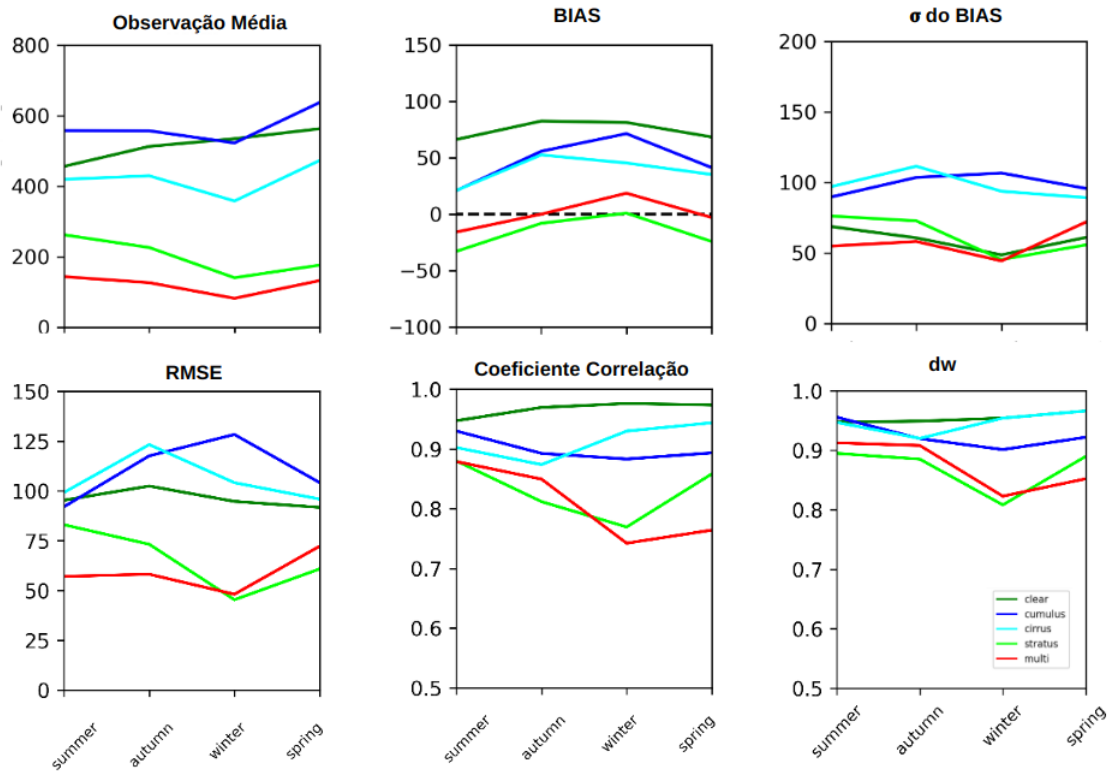 Observação Média
800
600
400
200
0
BIAS
150
100
50
0
−50
−100
σ do BIAS
200
150
100
50
0
RMSE
150
125
100
75
50
25
0
summer
autumn
winter
spring
Coeficiente Correlação
1.0
0.9
0.8
0.7
0.6
0.5
summer
autumn
winter
spring
dw
1.0
0.9
0.8
0.7
0.6
0.5
clear
cumulus
cirrus
stratus
multi
summer
autumn
winter
spring